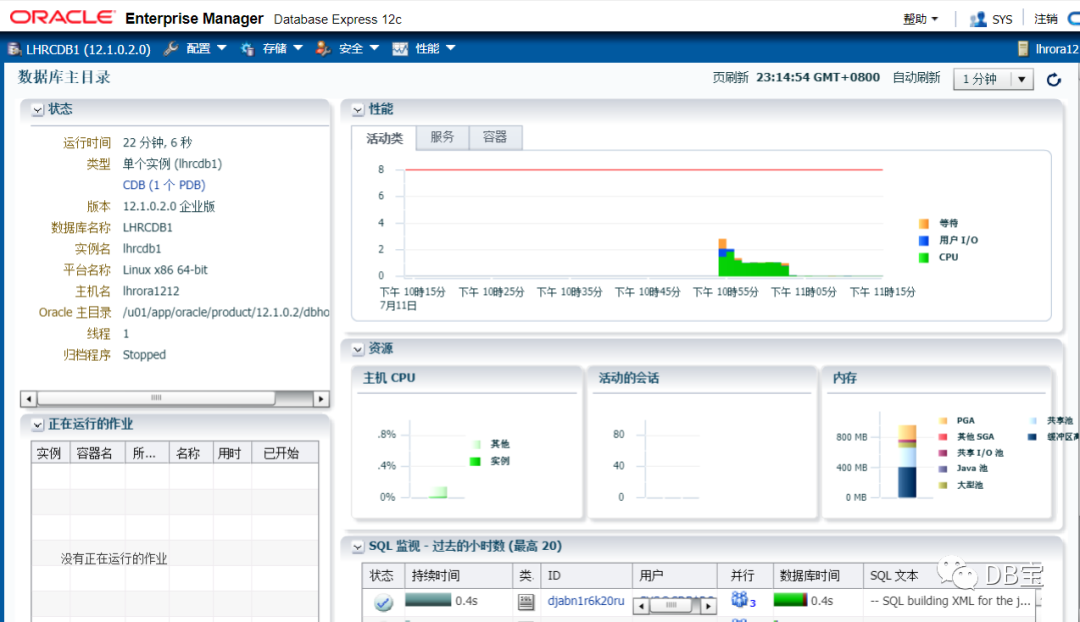 ORACLE Enterprise Manager Database Express 12c 帮助 SYS 注销
LHRCDB1 (12.1.0.2.0) 配置 存储 安全 性能 lhrora12
数据库主目录 页刷新 23:14:54 GMT+0800 自动刷新 1 分钟
状态
运行时间 22 分钟, 6 秒
类型 单个实例 (lhrcdb1)
CDB (1 个 PDB)
版本 12.1.0.2.0 企业版
数据库名称 LHRCDB1
实例名 lhrcdb1
平台名称 Linux x86 64-bit
主机名 lhrora1212
Oracle 主目录 /u01/app/oracle/product/12.1.0.2/dbho
线程 1
归档程序 Stopped
正在运行的作业
实例 容器名 所... 名称 用时 已开始
没有正在运行的作业
性能
活动类 服务 容器
8
6
4
2
0
下午 10時15分 下午 10時25分 下午 10時35分 下午 10時45分 下午 10時55分 下午 11時05分 下午 11時15分
7月11日
等待
用户 I/O
CPU
资源
主机 CPU
.8%
.4%
0%
其他
实例
活动的会话
80
40
0
内存
800 MB
400 MB
0 MB
PGA
其他 SGA
共享 I/O 池
Java 池
大型池
共享池
缓冲区
SQL 监视 - 过去的小时数 (最高 20)
状态 持续时间 类 ID 用户 并行 数据库时间 SQL 文本
0.4s djabn1r6k20ru 3 0.4s -- SQL building XML for the j...
DB宝